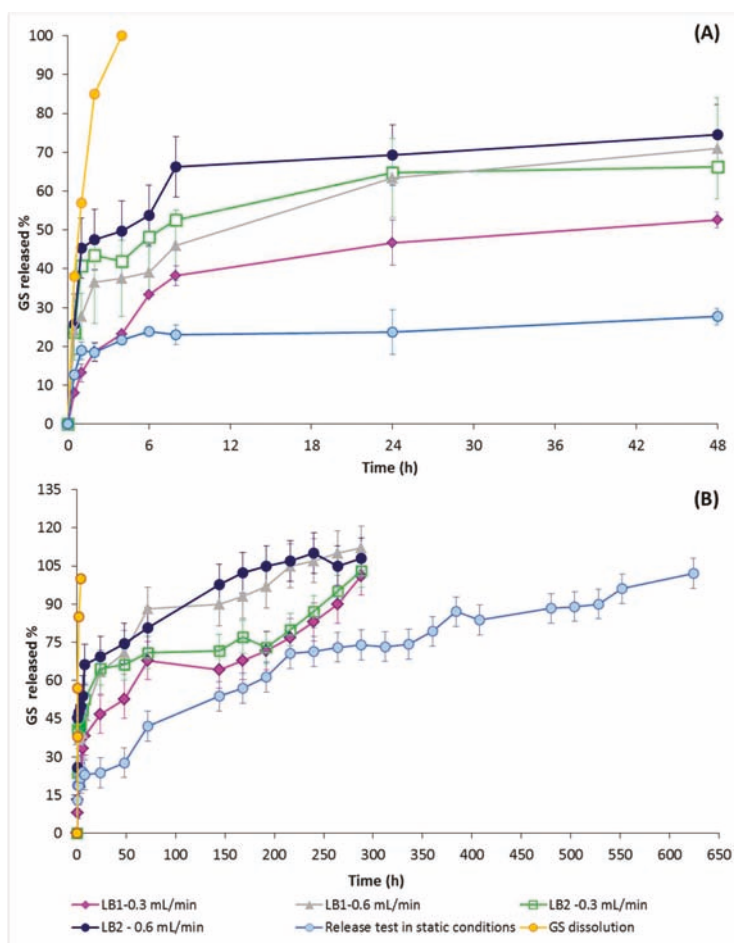 (A)
100
90
80
70
60
50
40
30
20
10
0
GS released %
0 6 12 18 24 30 36 42 48
Time (h)
(B)
135
120
105
90
75
60
45
30
15
0
GS released %
0 50 100 150 200 250 300 350 400 450 500 550 600 650
Time (h)
LB1-0.3 mL/min LB1-0.6 mL/min LB2 -0.3 mL/min
LB2 - 0.6 mL/min Release test in static conditions GS dissolution